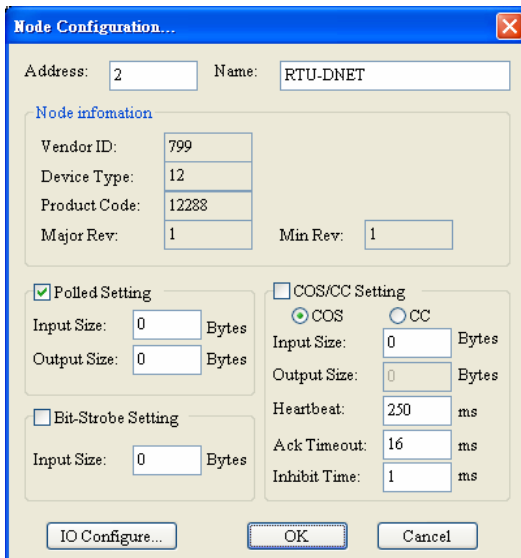 Node Configuration...
Address: 2 Name: RTU-DNET
Node infomation
Vendor ID: 799
Device Type: 12
Product Code: 12288
Major Rev: 1 Min Rev: 1
Polled Setting
Input Size: 0 Bytes
Output Size: 0 Bytes
Bit-Strobe Setting
Input Size: 0 Bytes
COS/CC Setting
COS CC
Input Size: 0 Bytes
Output Size: 0 Bytes
Heartbeat: 250 ms
Ack Timeout: 16 ms
Inhibit Time: 1 ms
IO Configure... OK Cancel